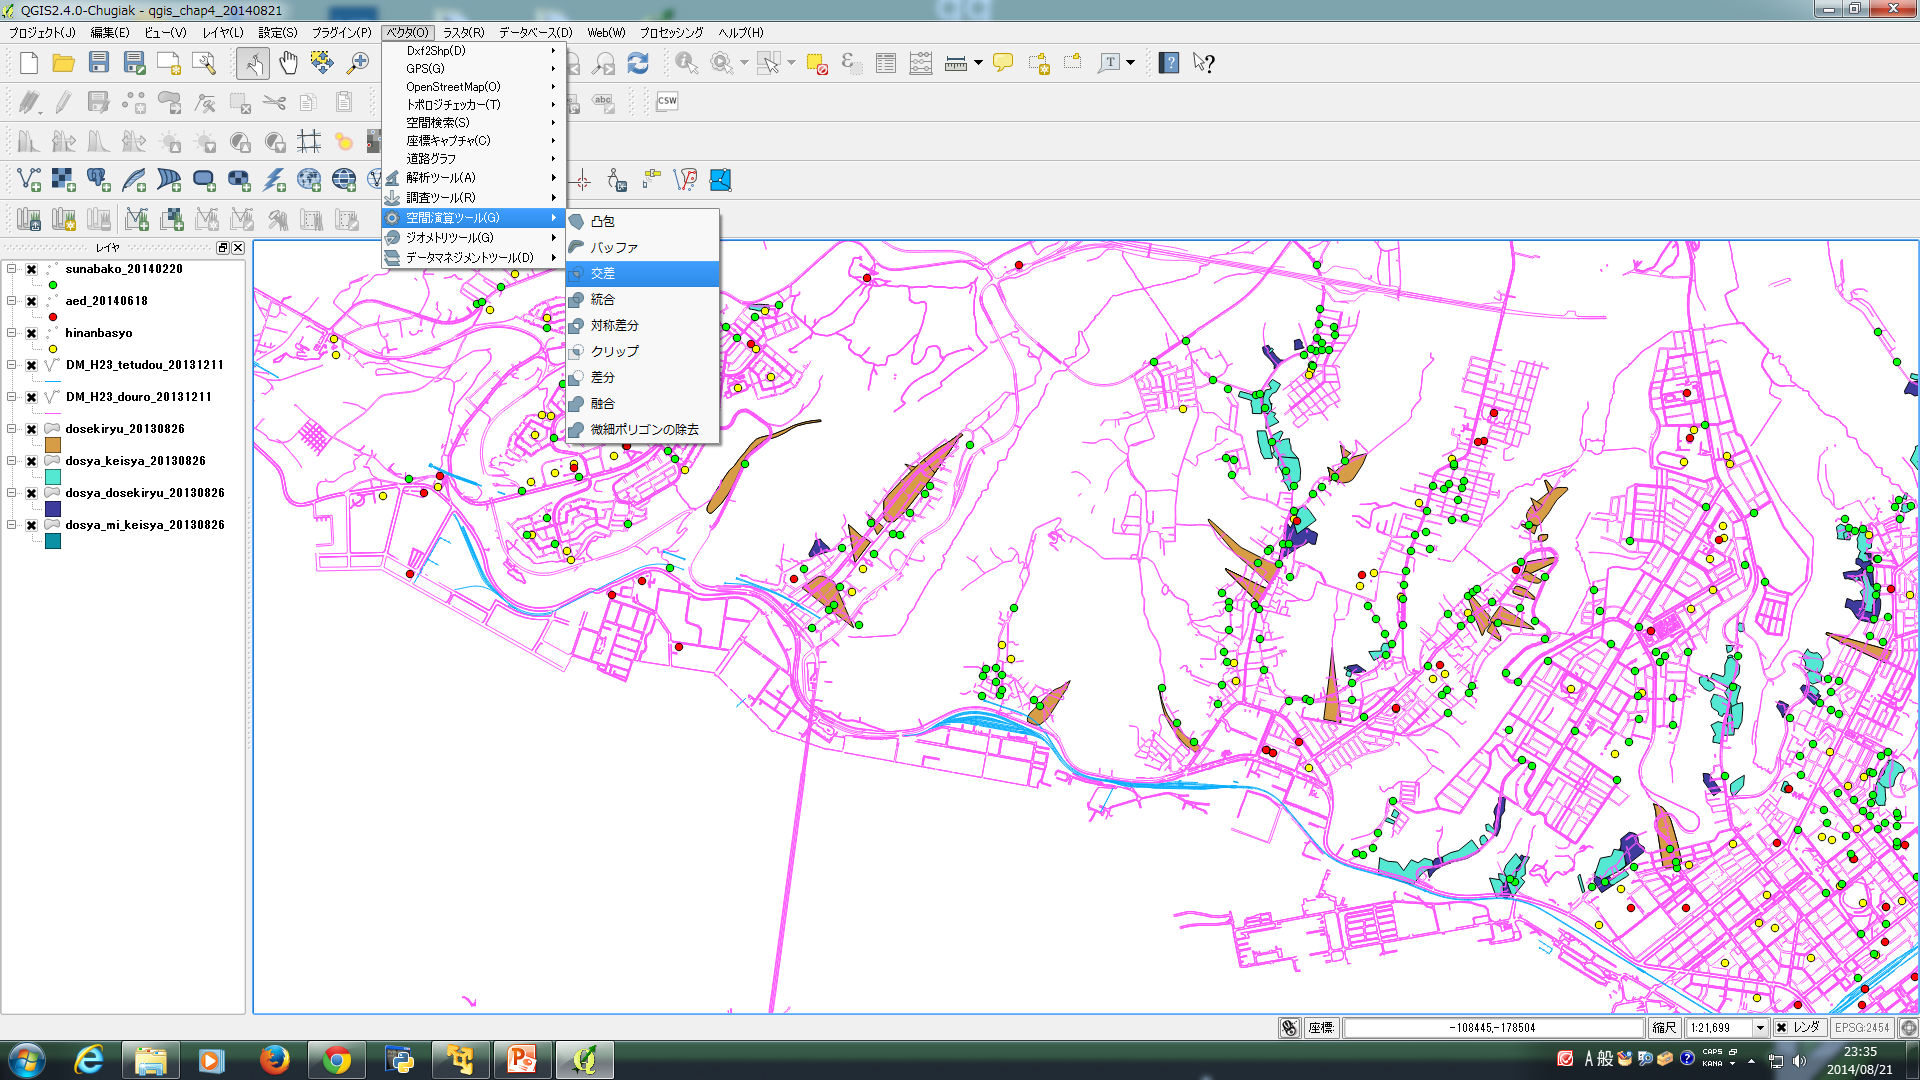 QGIS2.4.0-Chugiak - qgis_chap4_20140821
プロジェクト(J) 編集(E) ビュー(V) レイヤ(L) 設定(S) プラグイン(P) ベクタ(O) ラスタ(R) データベース(D) Web(W) プロセッシング ヘルプ(H)
Dxf2Shp(D)
GPS(G)
OpenStreetMap(O)
トポロジチェッカー(T)
空間検索(S)
座標キャプチャ(C)
道路グラフ
解析ツール(A)
調査ツール(R)
空間演算ツール(G)
ジオメトリツール(G)
データマネジメントツール(D)
凸包
バッファ
交差
統合
対称差分
クリップ
差分
融合
微細ポリゴンの除去
abc
CSW
T
レイヤ
sunabako_20140220
aed_20140618
hinanbasyo
DM_H23_tetudou_20131211
DM_H23_douro_20131211
dosekiryu_20130826
dosya_keisya_20130826
dosya_dosekiryu_20130826
dosya_mi_keisya_20130826
座標: -108445,-178504 縮尺 1:21,699 レンダ EPSG:2454
A 般 CAPS KANA
23:35
2014/08/21